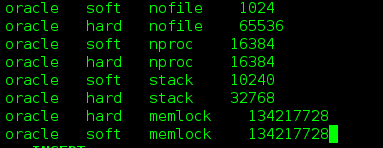 oracle soft nofile 1024
oracle hard nofile 65536
oracle soft nproc 16384
oracle hard nproc 16384
oracle soft stack 10240
oracle hard stack 32768
oracle hard memlock 134217728
oracle soft memlock 134217728
INSERT